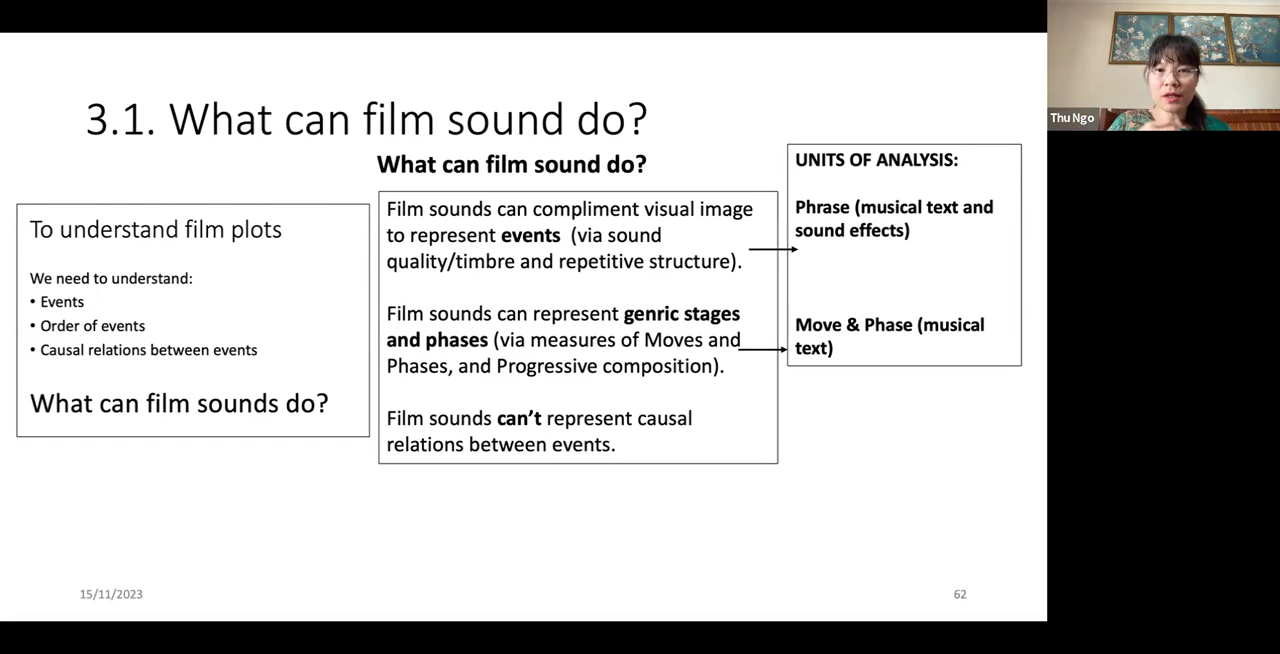 3.1. What can film sound do?
What can film sound do?
To understand film plots
We need to understand:
• Events
• Order of events
• Causal relations between events
What can film sounds do?
Film sounds can compliment visual image
to represent events (via sound
quality/timbre and repetitive structure).
Film sounds can represent genric stages
and phases (via measures of Moves and
Phases, and Progressive composition).
Film sounds can’t represent causal
relations between events.
UNITS OF ANALYSIS:
Phrase (musical text and
sound effects)
Move & Phase (musical
text)
Thu Ngo
15/11/2023
62